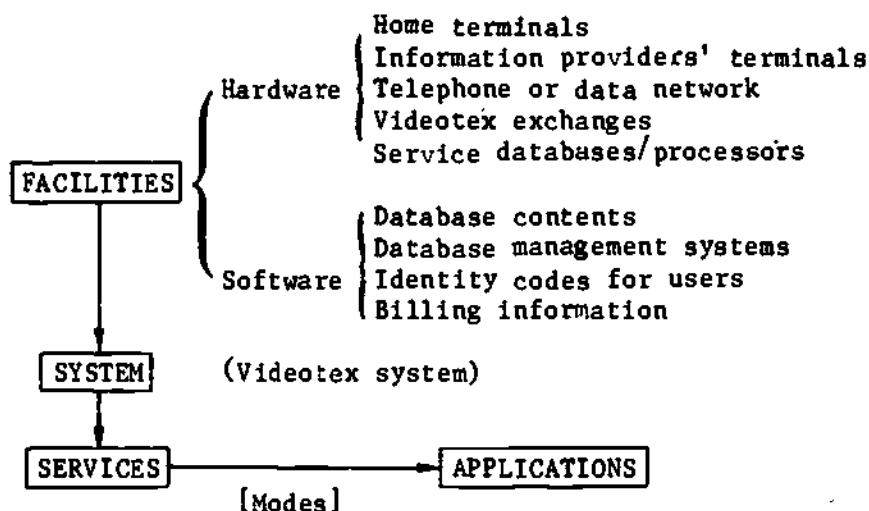 Home terminals
Information providers' terminals
Hardware
Telephone or data network
Videotex exchanges
Service databases/processors
FACILITIES
Database contents
Database management systems
Software
Identity codes for users
Billing information
SYSTEM
(Videotex system)
SERVICES
APPLICATIONS
[Modes]